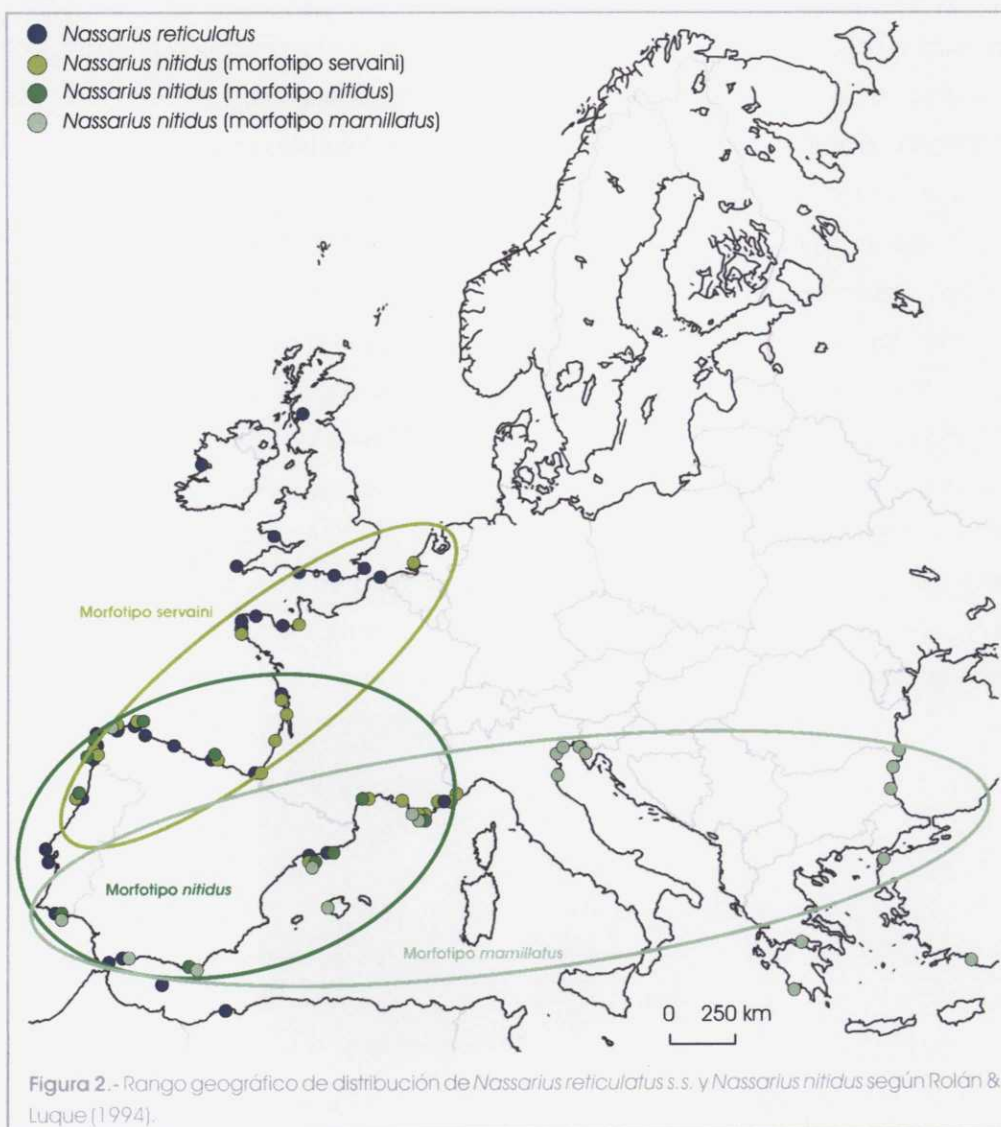 Nassarius reticulatus
Nassarius nitidus (morfotipo servaini)
Nassarius nitidus (morfotipo nitidus)
Nassarius nitidus (morfotipo mamillatus)
Morfotipo servaini
Morfotipo nitidus
Morfotipo mamillatus
0 250 km
Figura 2.- Rango geográfico de distribución de Nassarius reticulatus s.s. y Nassarius nitidus según Rolán &
Luque (1994).